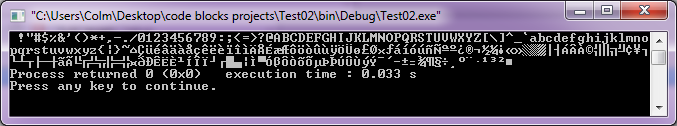 "C:\Users\Colm\Desktop\code blocks projects\Test02\bin\Debug\Test02.exe"
 !"#$%&'()*+,-./0123456789:;<=>?@ABCDEFGHIJKLMNOPQRSTUVWXYZ[\]^_`abcdefghijklmno
pqrstuvwxyz{|}~⌂ÇüéâäàåçêëèïîìÄÅÉæÆôöòûùÿÖÜø£Ø×ƒáíóúñÑªº¿®¬½¼¡«»░▒▓│┤ÁÂÀ©╣║╗╝¢¥┐
└┴┬├─┼ãÃ╚╔╩╦╠═╬¤ðÐÊËÈıÍÎÏ┘┌█▄¦Ì▀ÓßÔÒõÕµþÞÚÛÙýÝ¯´-±‗¾¶§÷¸°¨·¹³²■
Process returned 0 (0x0)   execution time : 0.033 s
Press any key to continue.